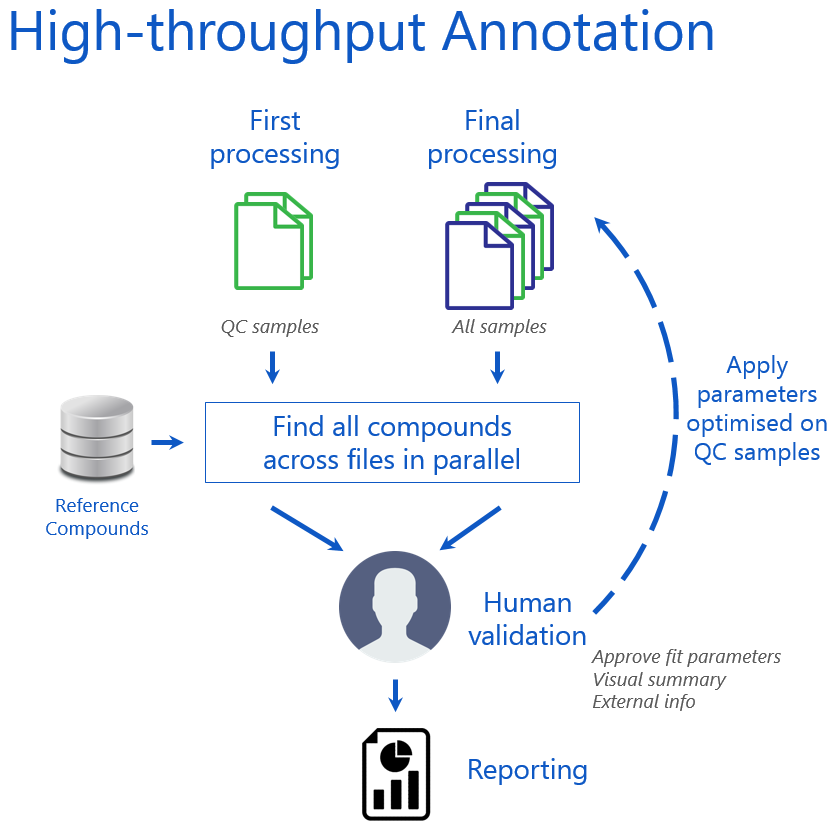 High-throughput Annotation
First
processing
Final
processing
QC samples
All samples
Find all compounds
across files in parallel
Reference
Compounds
Apply
parameters
optimised on
QC samples
Human
validation
Approve fit parameters
Visual summary
External info
Reporting